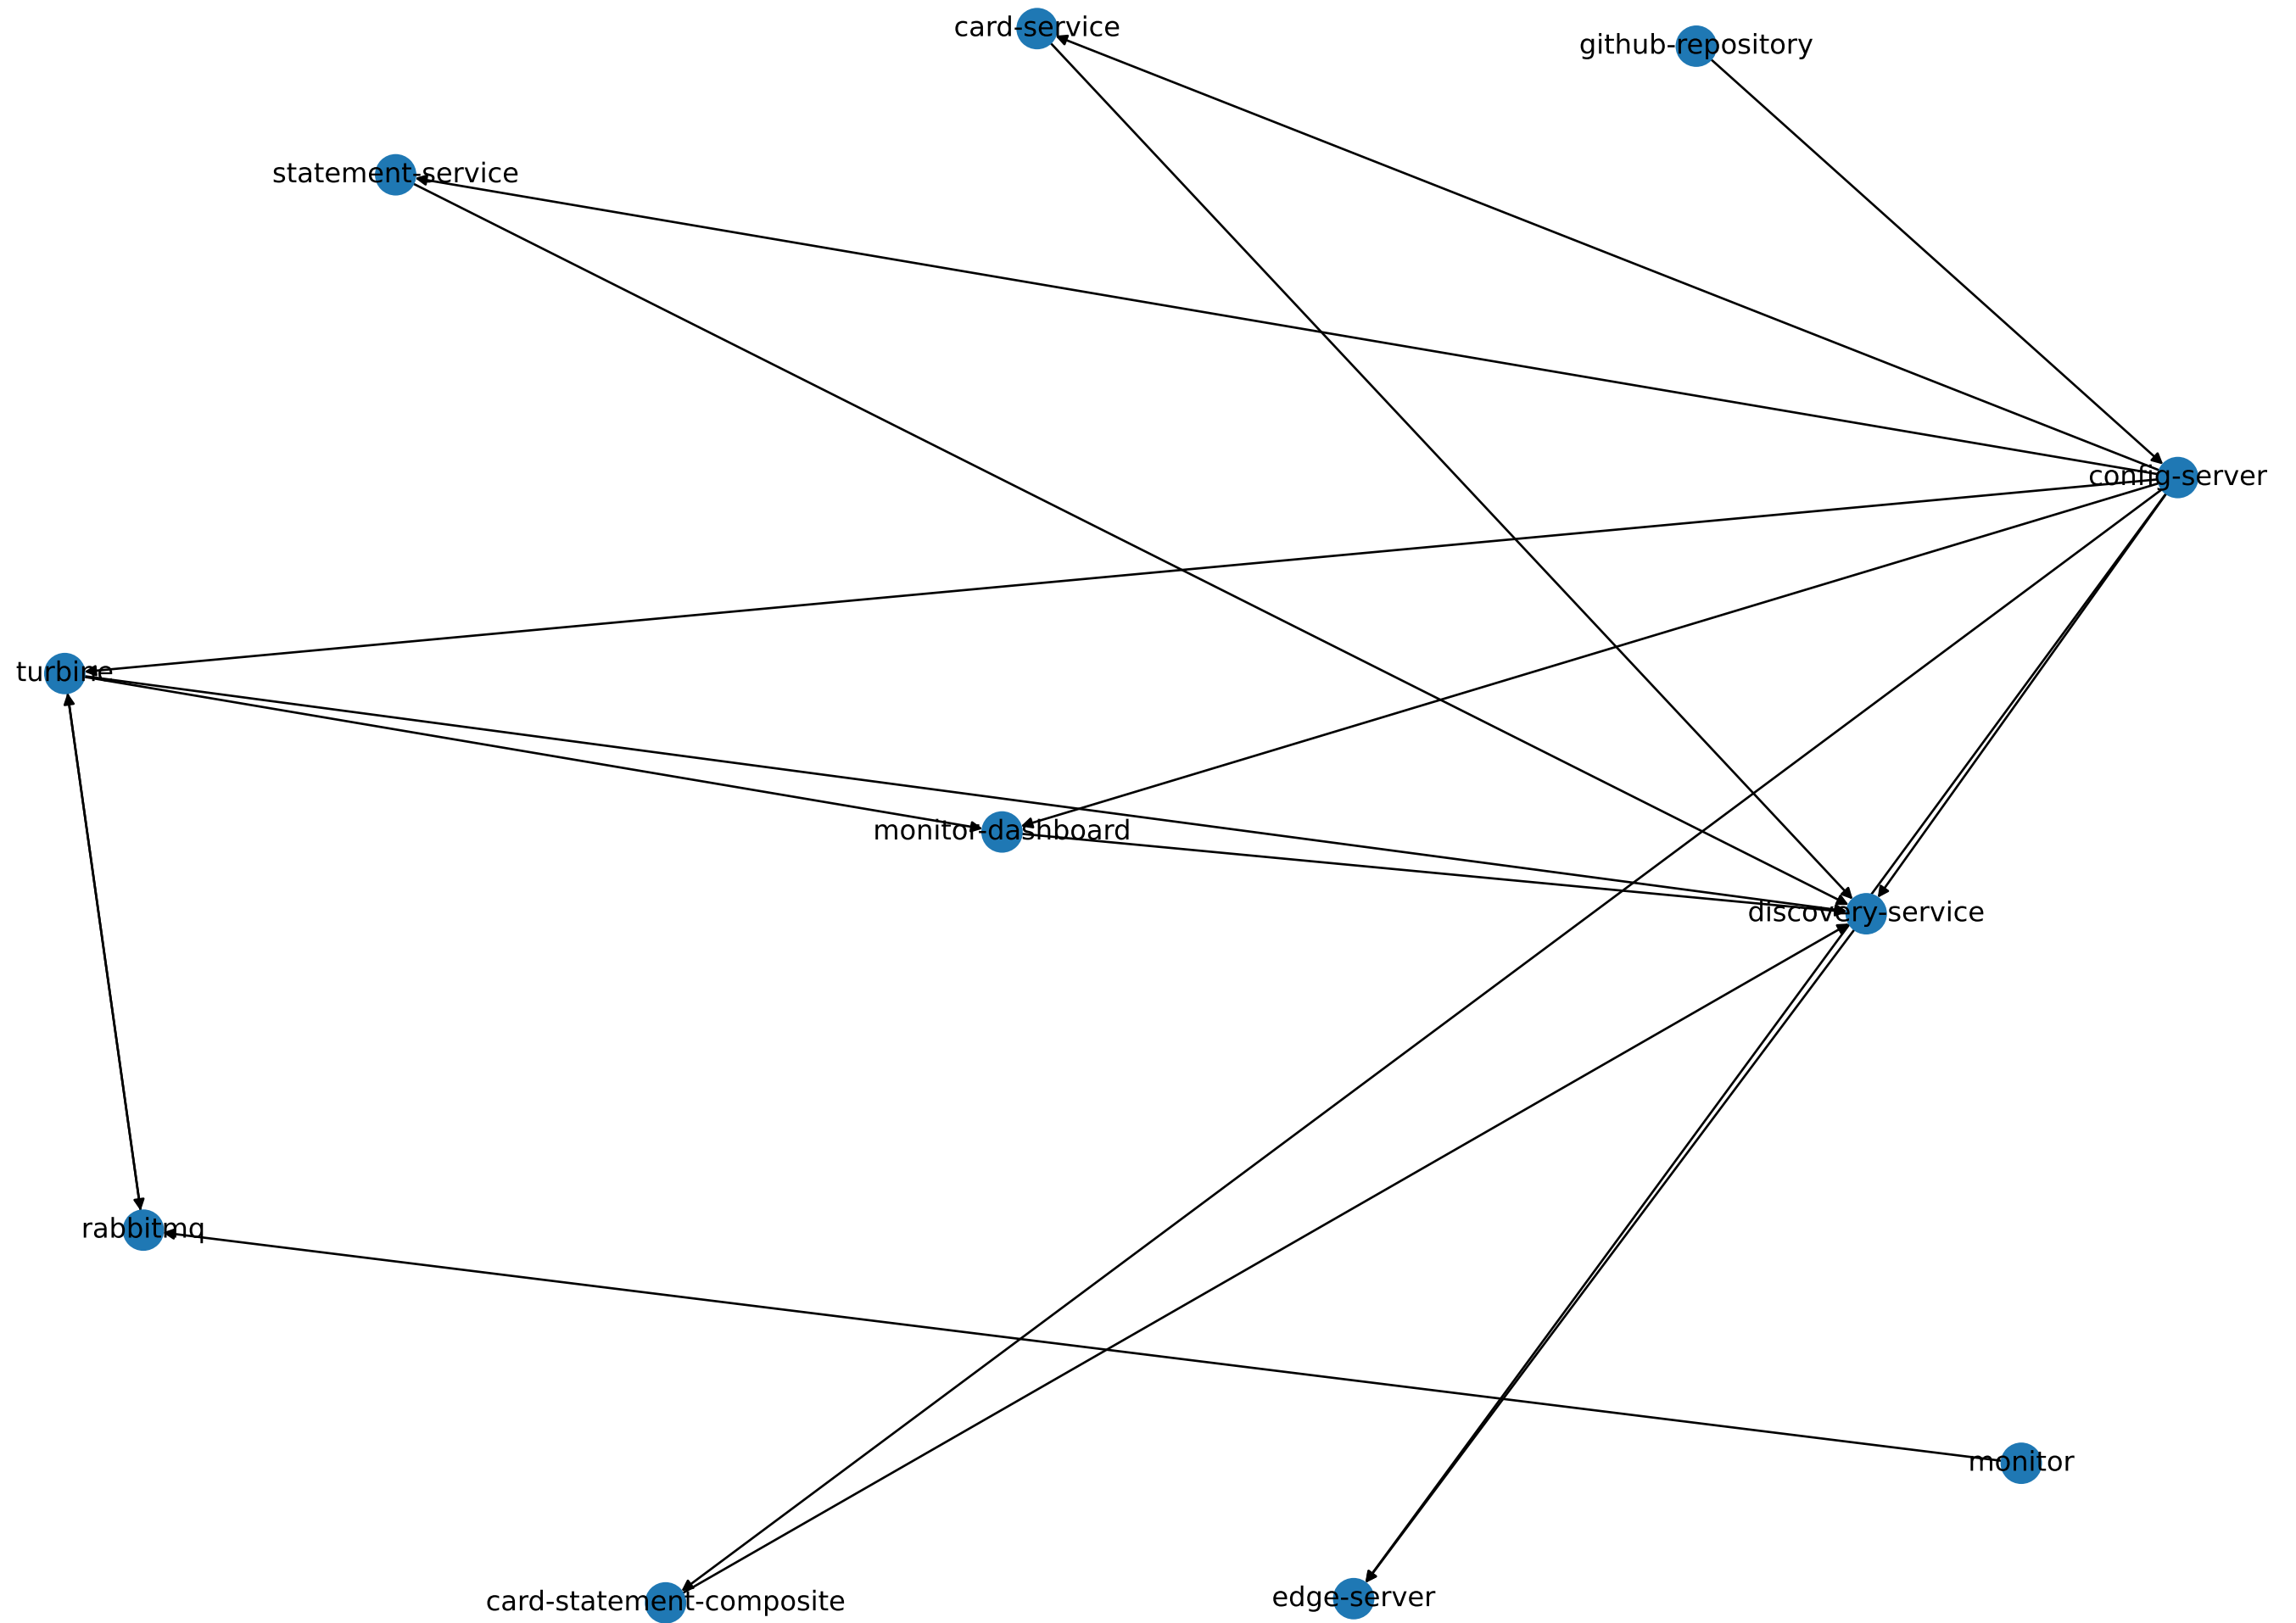 card-service
github-repository
statement-service
config-server
turbine
monitor-dashboard
discovery-service
rabbitmq
monitor
card-statement-composite
edge-server